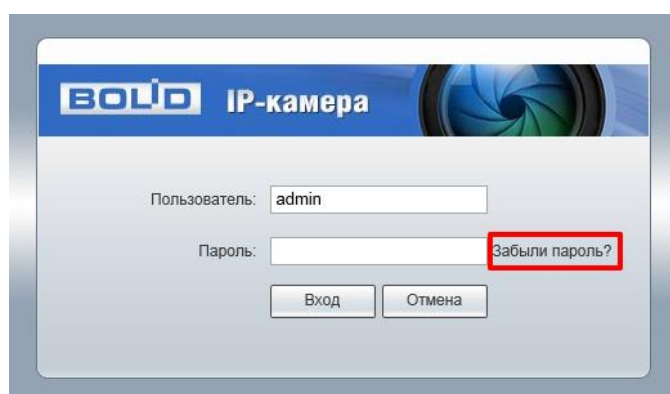 BOLID IP-камера
Пользователь: admin
Пароль: Забыли пароль?
Вход Отмена